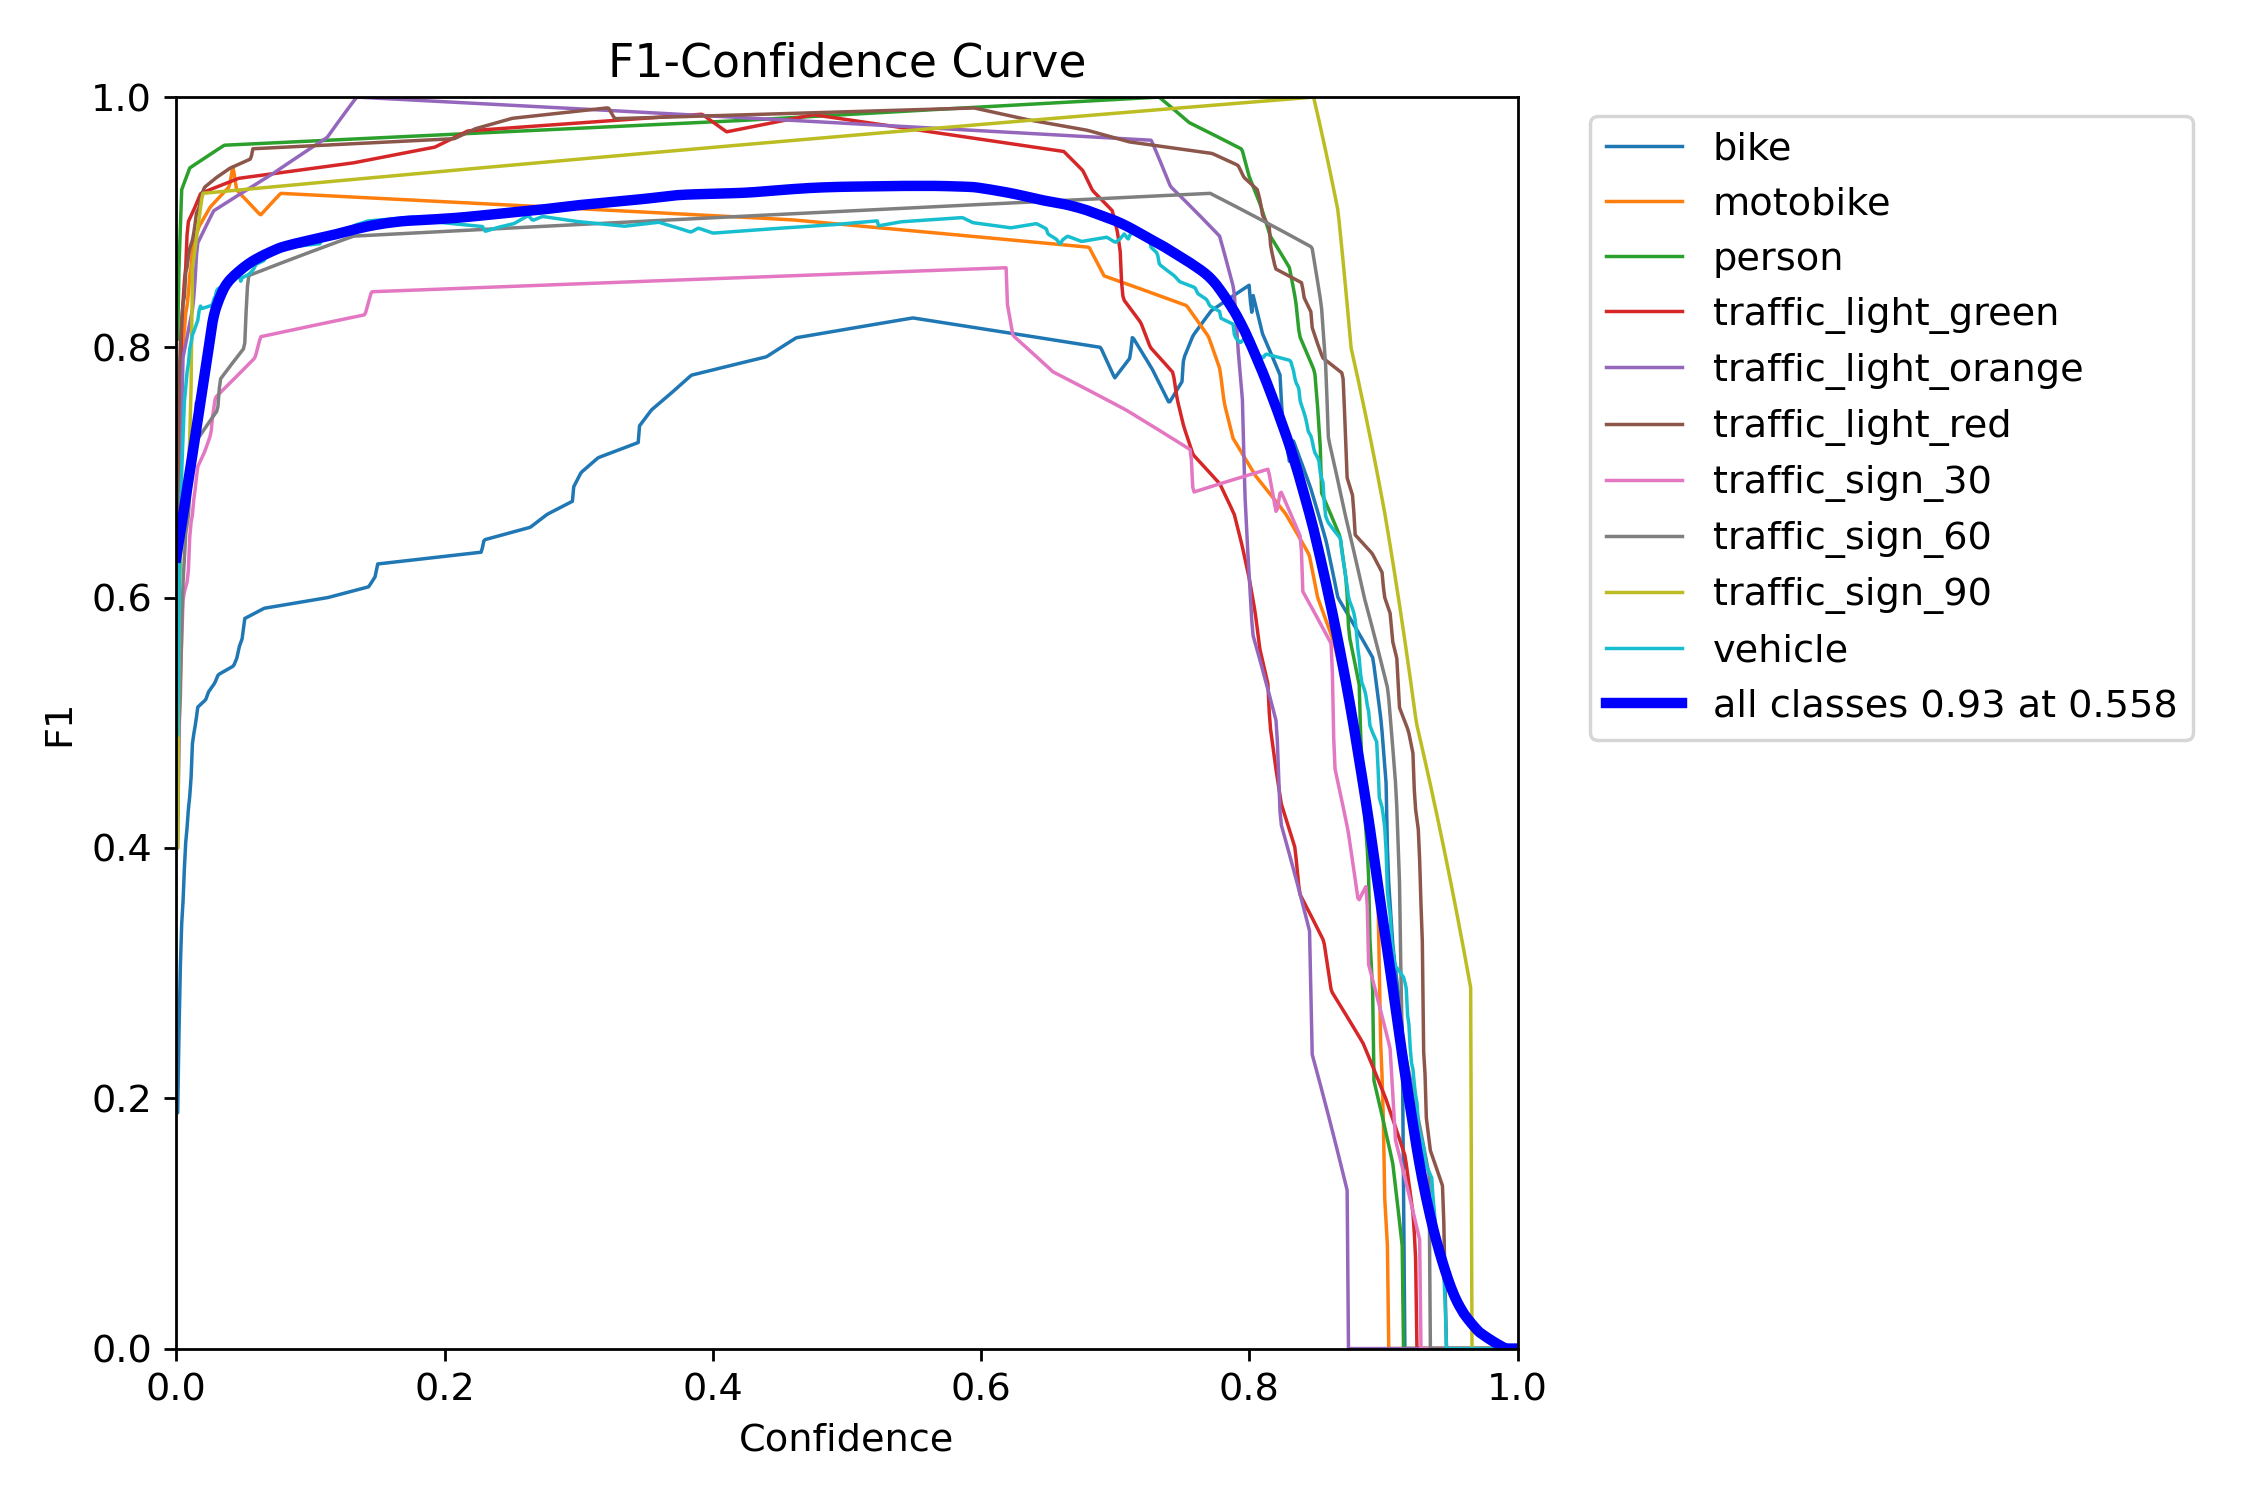 F1-Confidence Curve
1.0
0.8
0.6
0.4
0.2
0.0
F1
0.0 0.2 0.4 0.6 0.8 1.0
Confidence
bike
motobike
person
traffic_light_green
traffic_light_orange
traffic_light_red
traffic_sign_30
traffic_sign_60
traffic_sign_90
vehicle
all classes 0.93 at 0.558